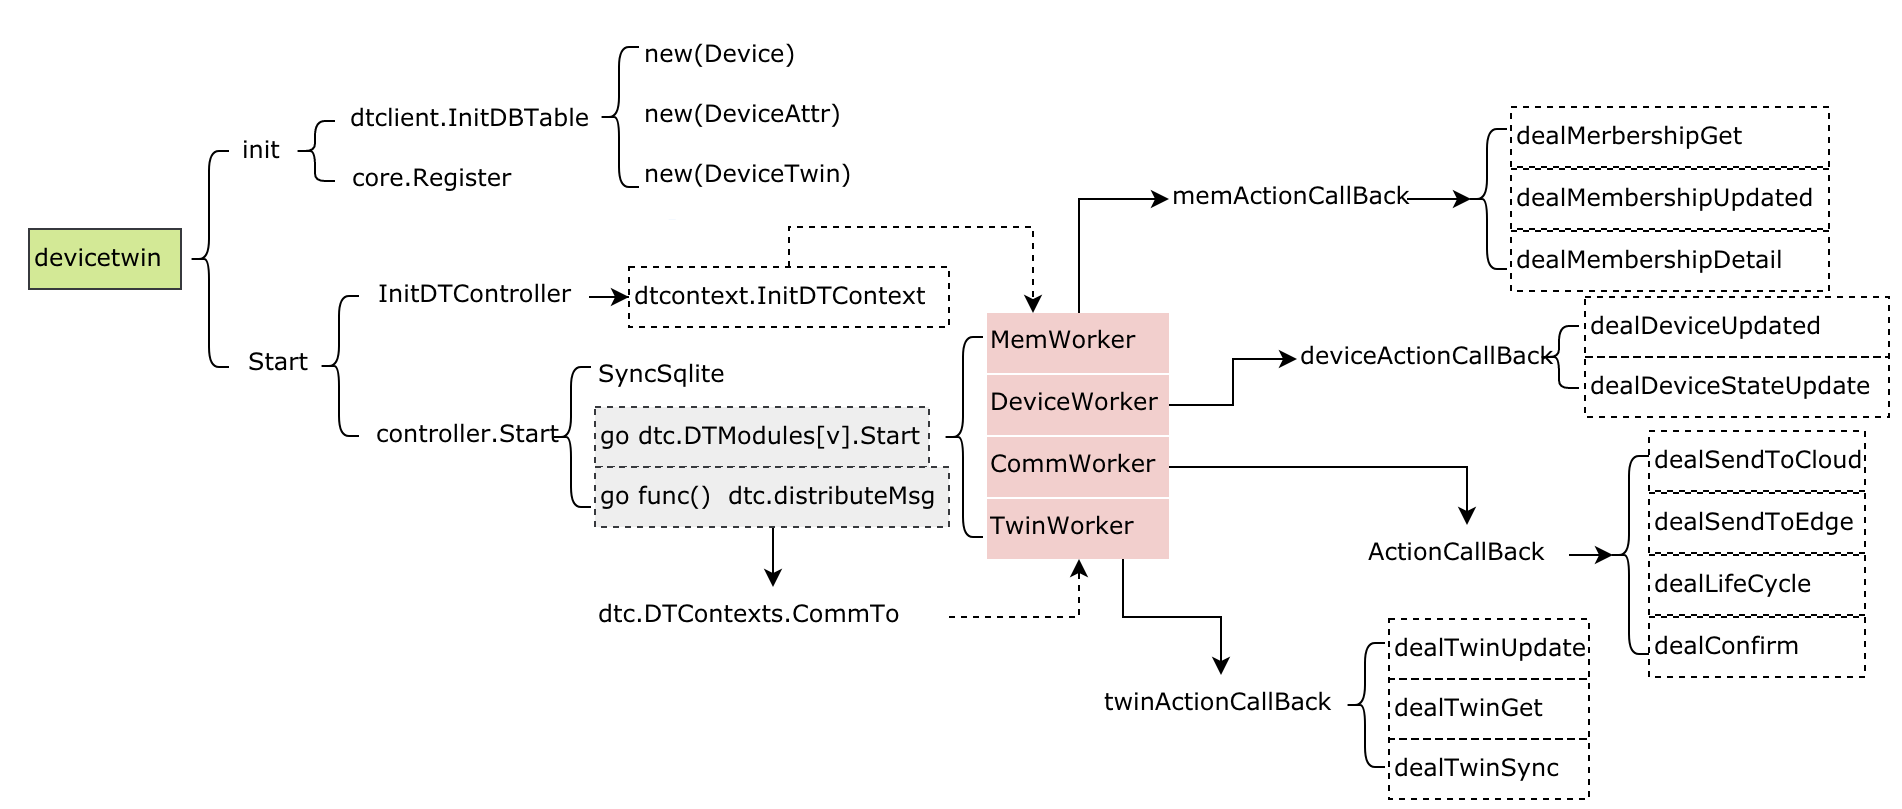 devicetwin
init
dtclient.InitDBTable
new(Device)
new(DeviceAttr)
new(DeviceTwin)
core.Register
Start
InitDTController
dtcontext.InitDTContext
controller.Start
SyncSqlite
go dtc.DTModules[v].Start
go func()  dtc.distributeMsg
dtc.DTContexts.CommTo
MemWorker
DeviceWorker
CommWorker
TwinWorker
memActionCallBack
dealMerbershipGet
dealMembershipUpdated
dealMembershipDetail
deviceActionCallBack
dealDeviceUpdated
dealDeviceStateUpdate
ActionCallBack
dealSendToCloud
dealSendToEdge
dealLifeCycle
dealConfirm
twinActionCallBack
dealTwinUpdate
dealTwinGet
dealTwinSync